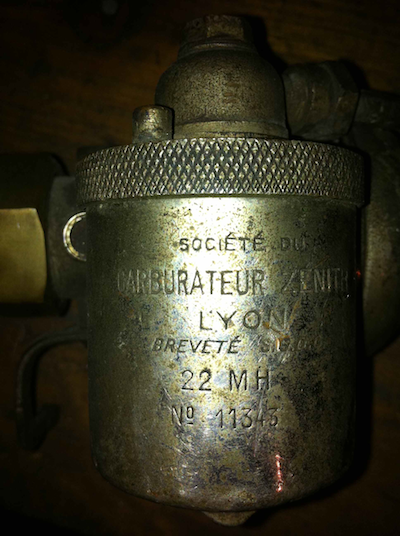 SOCIÉTÉ DU
CARBURATEUR ZENITH
LYON
BREVETÉ S.G.D.G.
22 MH
No 11343